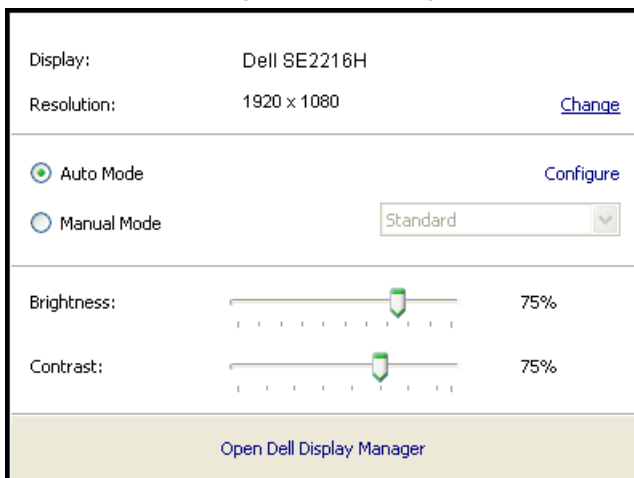 Display: Dell SE2216H
Resolution: 1920 x 1080 Change
Auto Mode Configure
Manual Mode Standard
Brightness: 75%
Contrast: 75%
Open Dell Display Manager